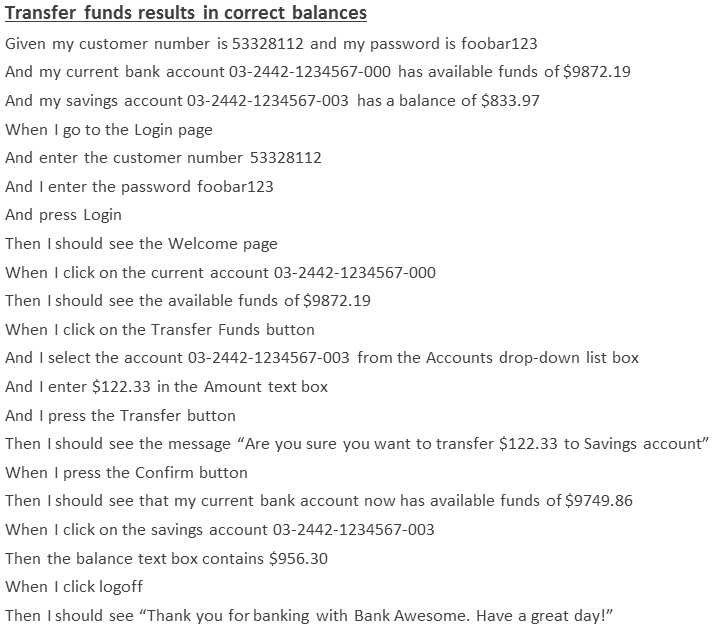 Transfer funds results in correct balances
Given my customer number is 53328112 and my password is foobar123
And my current bank account 03-2442-1234567-000 has available funds of $9872.19
And my savings account 03-2442-1234567-003 has a balance of $833.97
When I go to the Login page
And enter the customer number 53328112
And I enter the password foobar123
And press Login
Then I should see the Welcome page
When I click on the current account 03-2442-1234567-000
Then I should see the available funds of $9872.19
When I click on the Transfer Funds button
And I select the account 03-2442-1234567-003 from the Accounts drop-down list box
And I enter $122.33 in the Amount text box
And I press the Transfer button
Then I should see the message “Are you sure you want to transfer $122.33 to Savings account”
When I press the Confirm button
Then I should see that my current bank account now has available funds of $9749.86
When I click on the savings account 03-2442-1234567-003
Then the balance text box contains $956.30
When I click logoff
Then I should see “Thank you for banking with Bank Awesome. Have a great day!”